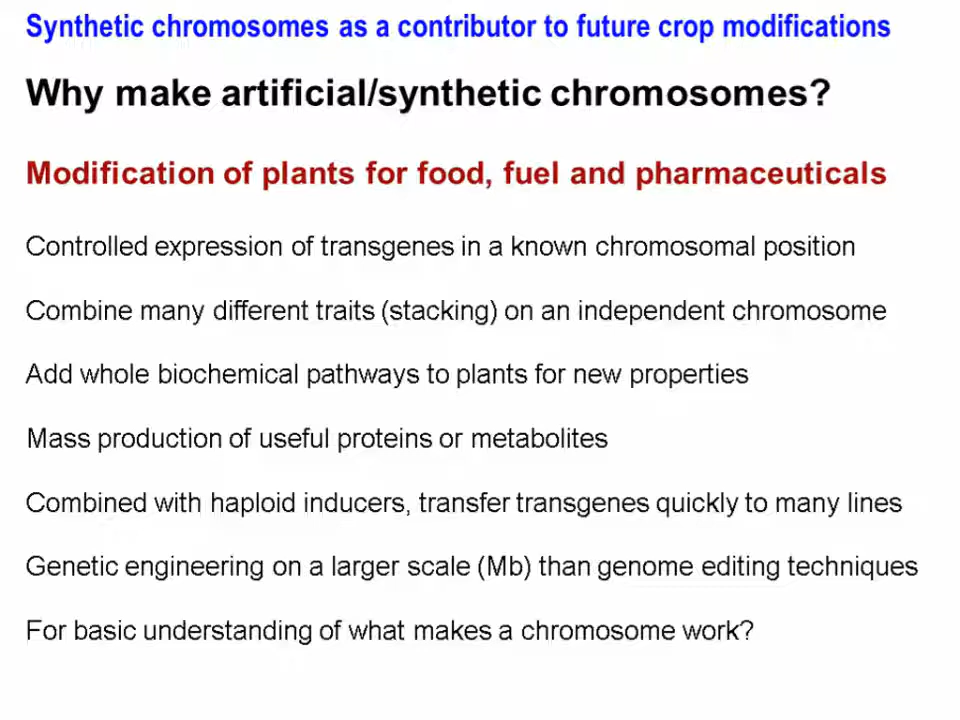 Synthetic chromosomes as a contributor to future crop modifications
Why make artificial/synthetic chromosomes?
Modification of plants for food, fuel and pharmaceuticals
Controlled expression of transgenes in a known chromosomal position
Combine many different traits (stacking) on an independent chromosome
Add whole biochemical pathways to plants for new properties
Mass production of useful proteins or metabolites
Combined with haploid inducers, transfer transgenes quickly to many lines
Genetic engineering on a larger scale (Mb) than genome editing techniques
For basic understanding of what makes a chromosome work?